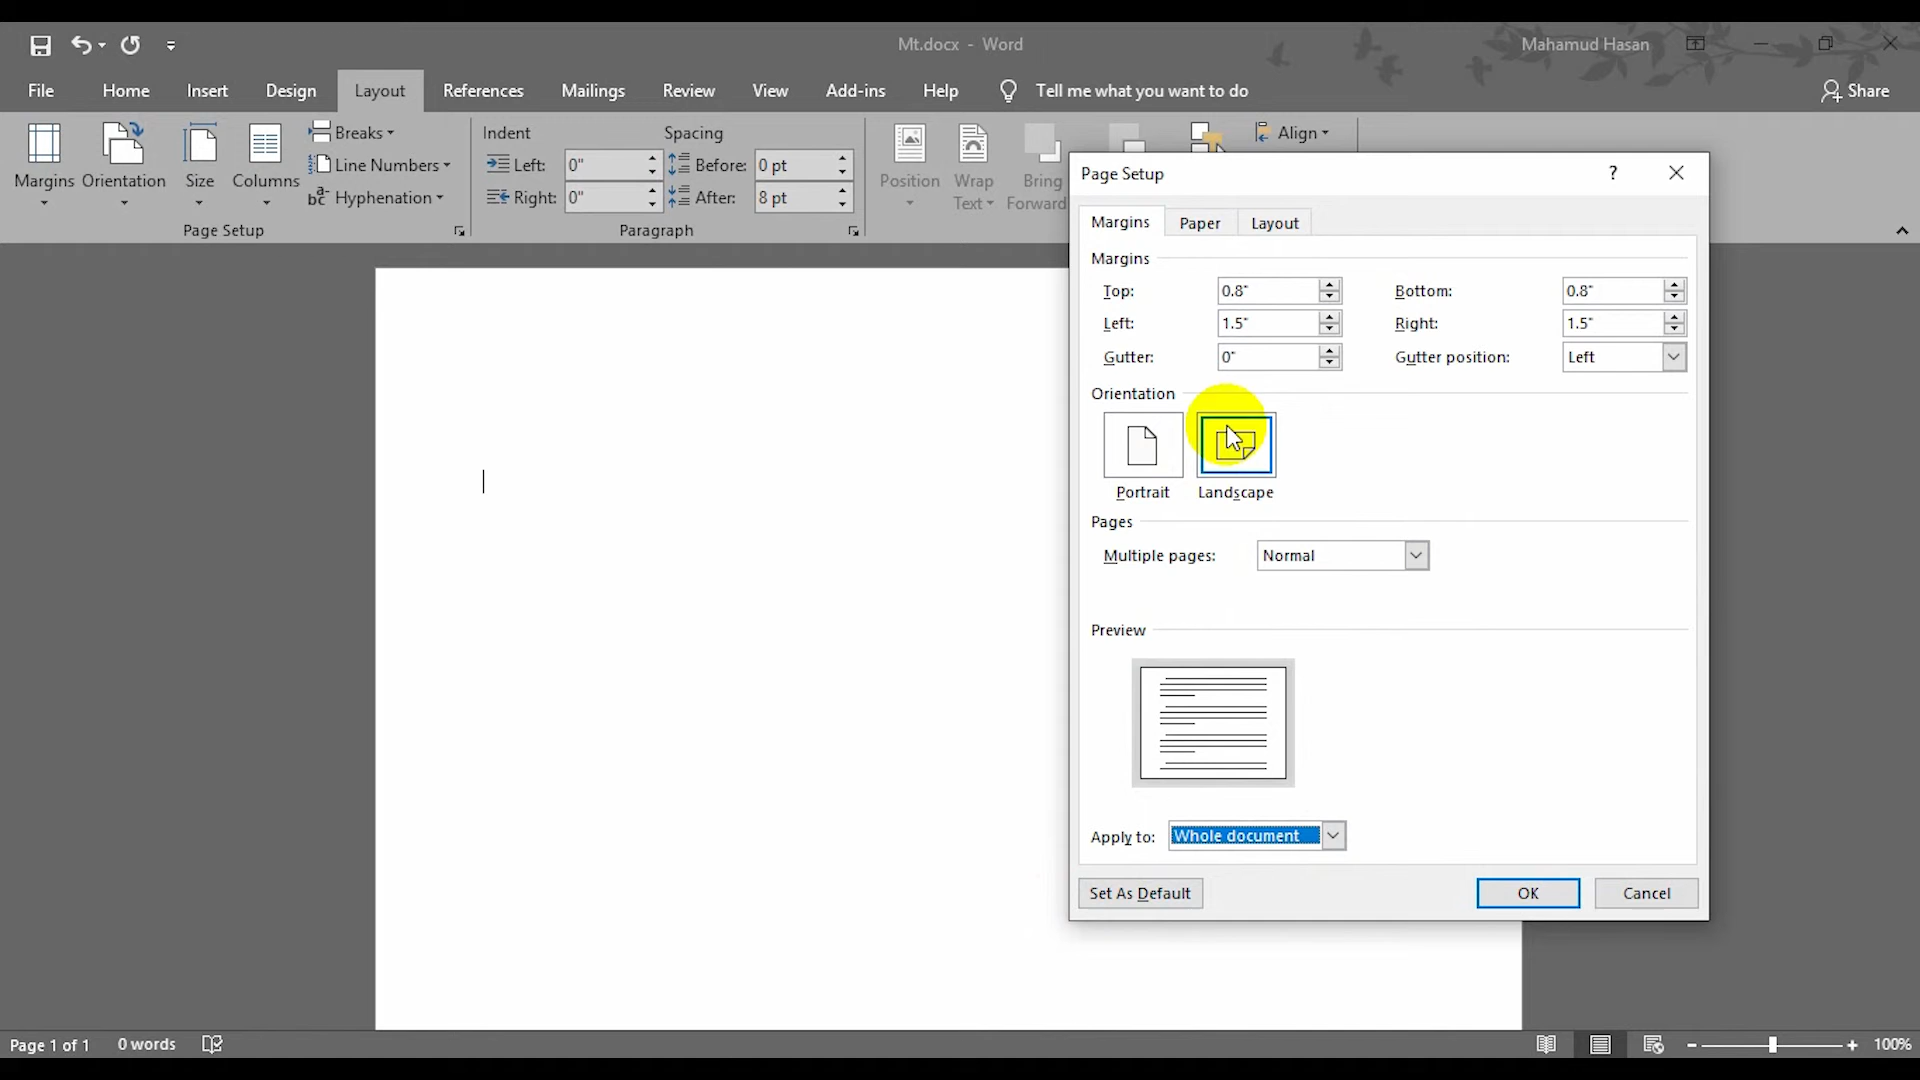 Mt.docx - Word
Mahamud Hasan
File Home Insert Design Layout References Mailings Review View Add-ins Help Tell me what you want to do Share
Margins Orientation Size Columns
Breaks
Line Numbers
bc Hyphenation
Page Setup
Indent Spacing
Left: 0" Before: 0 pt
Right: 0" After: 8 pt
Paragraph
Position
Wrap
Text
Bring
Forward
Align
Page Setup ?
Margins Paper Layout
Margins
Top: 0.8" Bottom: 0.8"
Left: 1.5" Right: 1.5"
Gutter: 0" Gutter position: Left
Orientation
Portrait Landscape
Pages
Multiple pages: Normal
Preview
Apply to: Whole document
Set As Default OK Cancel
Page 1 of 1 0 words 100%